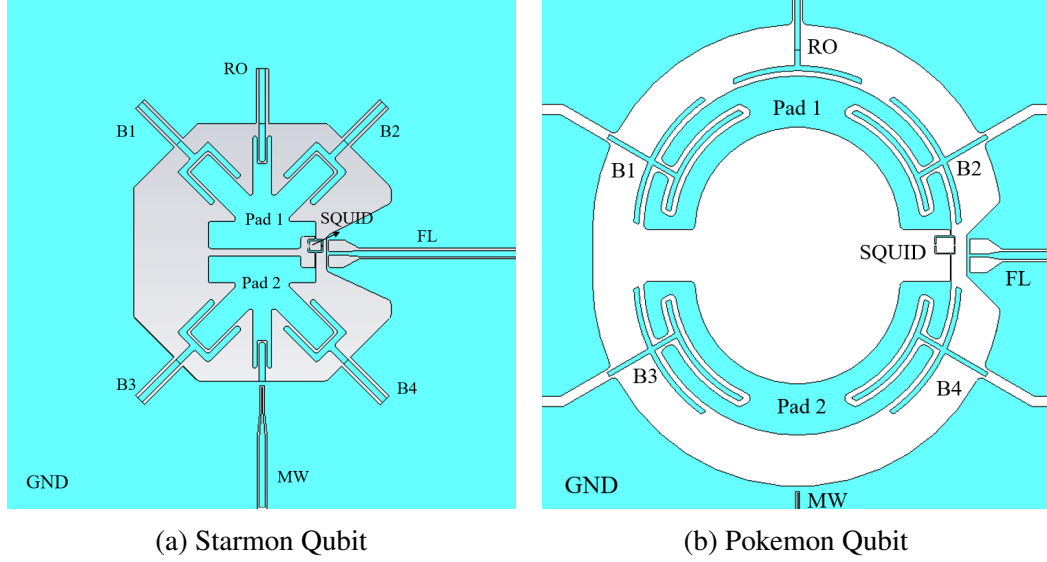 RO
B1
B2
Pad 1
SQUID
FL
Pad 2
B3
B4
MW
GND
(a) Starmon Qubit
RO
Pad 1
B1
B2
SQUID
FL
B3
B4
Pad 2
GND
MW
(b) Pokemon Qubit